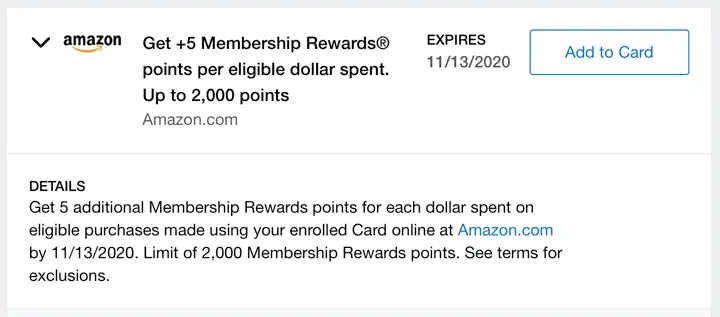 amazon
Get +5 Membership Rewards®
points per eligible dollar spent.
Up to 2,000 points
Amazon.com
EXPIRES
11/13/2020
Add to Card
DETAILS
Get 5 additional Membership Rewards points for each dollar spent on
eligible purchases made using your enrolled Card online at Amazon.com
by 11/13/2020. Limit of 2,000 Membership Rewards points. See terms for
exclusions.